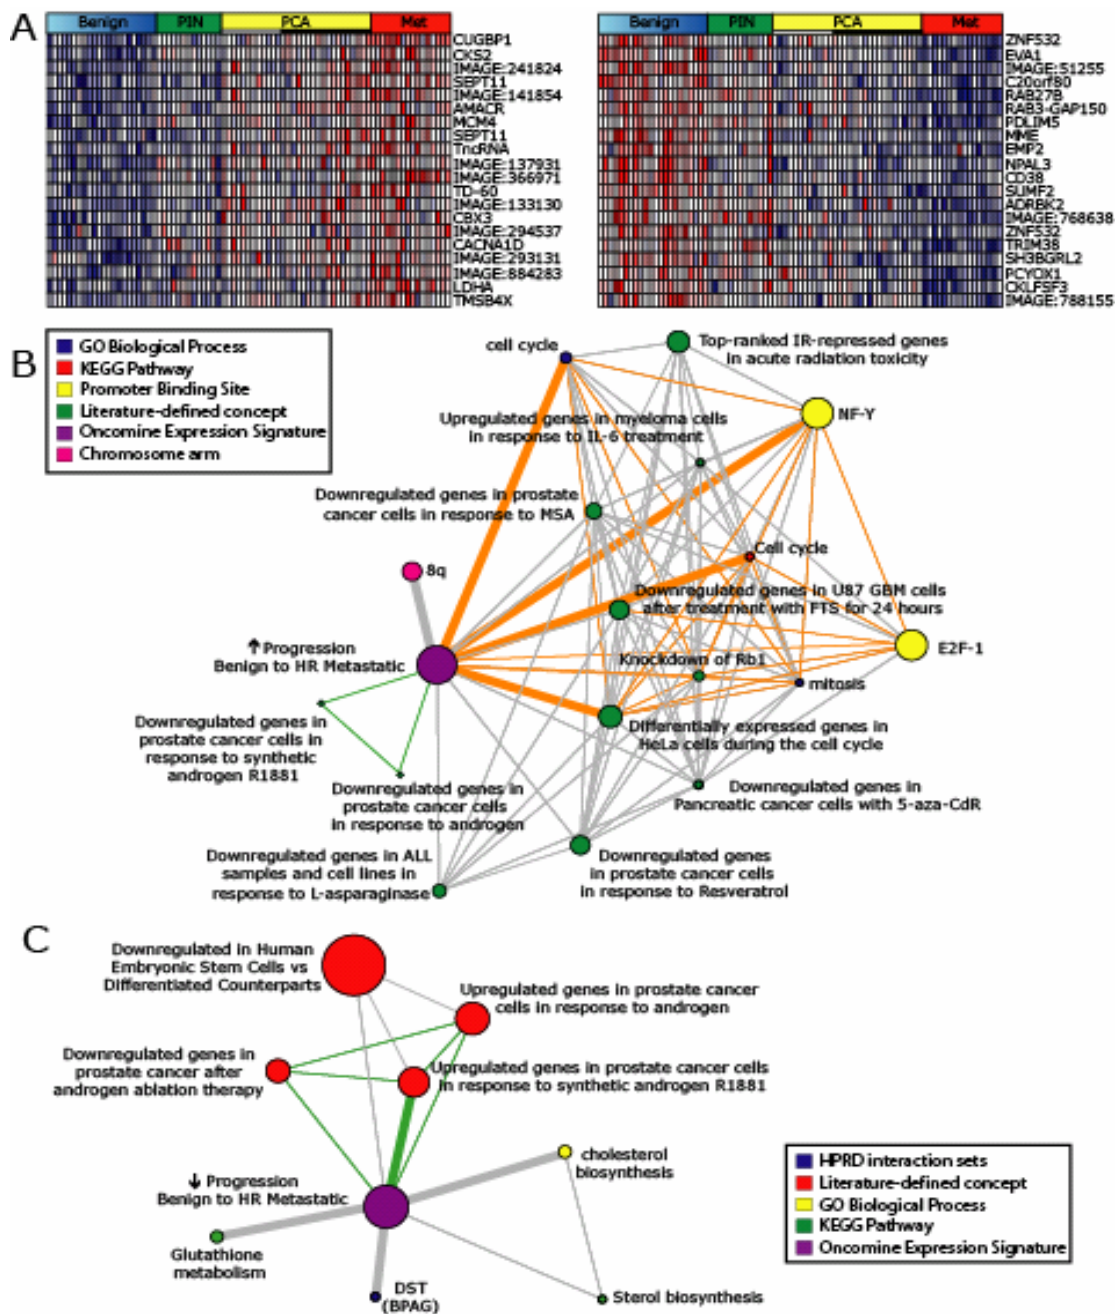 A
Benign
PIN
PCA
Met
CUGBP1
CKS2
IMAGE:241824
SEPT11
IMAGE:141854
AMACR
MCM4
SEPT11
TncRNA
IMAGE:137931
IMAGE:366971
TD-60
IMAGE:133130
CBX3
IMAGE:294537
CACNA1D
IMAGE:293131
IMAGE:884283
LDHA
TMSB4X
Benign
PIN
PCA
Met
ZNF532
EVA1
IMAGE:51255
C20orf80
RAB27B
RAB3-GAP150
PDLIM5
MME
EMP2
NPAL3
CD38
SUMF2
ADRBK2
IMAGE:768638
ZNF532
TRIM38
SH3BGRL2
PCYOX1
CKLFSF3
IMAGE:788155
B
GO Biological Process
KEGG Pathway
Promoter Binding Site
Literature-defined concept
Oncomine Expression Signature
Chromosome arm
cell cycle
Top-ranked IR-repressed genes
in acute radiation toxicity
NF-Y
Upregulated genes in myeloma cells
in response to IL-6 treatment
Downregulated genes in prostate
cancer cells in response to MSA
Cell cycle
8q
Downregulated genes in U87 GBM cells
after treatment with FTS for 24 hours
↑ Progression
Benign to HR Metastatic
E2F-1
Knockdown of Rb1
mitosis
Downregulated genes in
prostate cancer cells in
response to synthetic
androgen R1881
Differentially expressed genes in
HeLa cells during the cell cycle
Downregulated genes in
prostate cancer cells
in response to androgen
Downregulated genes in
Pancreatic cancer cells with 5-aza-CdR
Downregulated genes in ALL
samples and cell lines in
response to L-asparaginase
Downregulated genes
in prostate cancer cells
in response to Resveratrol
C
Downregulated in Human
Embryonic Stem Cells vs
Differentiated Counterparts
Upregulated genes in prostate cancer
cells in response to androgen
Downregulated genes in
prostate cancer after
androgen ablation therapy
Upregulated genes in prostate cancer cells
in response to synthetic androgen R1881
↓ Progression
Benign to HR Metastatic
cholesterol
biosynthesis
Glutathione
metabolism
DST
(BPAG)
Sterol biosynthesis
HPRD interaction sets
Literature-defined concept
GO Biological Process
KEGG Pathway
Oncomine Expression Signature